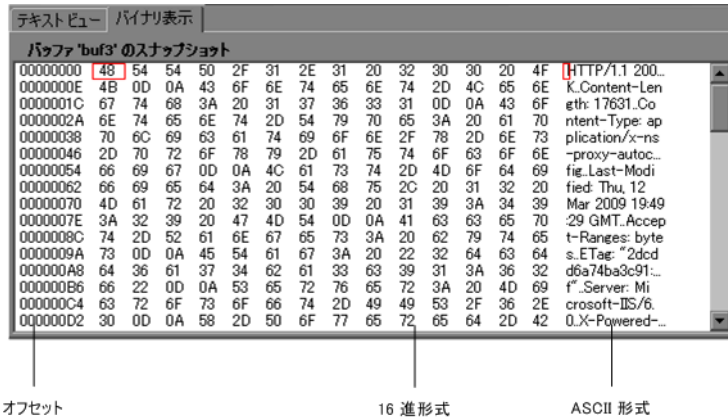 テキスト ビュー バイナリ表示
バッファ 'buf3' のスナップショット
00000000 48 54 54 50 2F 31 2E 31 20 32 30 30 20 4F HTTP/1.1 200...
0000000E 4B 0D 0A 43 6F 6E 74 65 6E 74 2D 4C 65 6E K..Content-Len
0000001C 67 74 68 3A 20 31 37 36 33 31 0D 0A 43 6F gth: 17631..Co
0000002A 6E 74 65 6E 74 2D 54 79 70 65 3A 20 61 70 ntent-Type: ap
00000038 70 6C 69 63 61 74 69 6F 6E 2F 78 2D 6E 73 plication/x-ns
00000046 2D 70 72 6F 78 79 2D 61 75 74 6F 63 6F 6E -proxy-autoc...
00000054 66 69 67 0D 0A 4C 61 73 74 2D 4D 6F 64 69 fig..Last-Modi
00000062 66 69 65 64 3A 20 54 68 75 2C 20 31 32 20 fied: Thu, 12
00000070 4D 61 72 20 32 30 30 39 20 31 39 3A 34 39 Mar 2009 19:49
0000007E 3A 32 39 20 47 4D 54 0D 0A 41 63 63 65 70 :29 GMT..Accep
0000008C 74 2D 52 61 6E 67 65 73 3A 20 62 79 74 65 t-Ranges: byte
0000009A 73 0D 0A 45 54 61 67 3A 20 22 32 64 63 64 s..ETag: "2dcd
000000A8 64 36 61 37 34 62 61 33 63 39 31 3A 36 32 d6a74ba3c91:...
000000B6 66 22 0D 0A 53 65 72 76 65 72 3A 20 4D 69 f"..Server: Mi
000000C4 63 72 6F 73 6F 66 74 2D 49 49 53 2F 36 2E crosoft-IIS/6.
000000D2 30 0D 0A 58 2D 50 6F 77 65 72 65 64 2D 42 0..X-Powered-...
オフセット 16 進形式 ASCII 形式